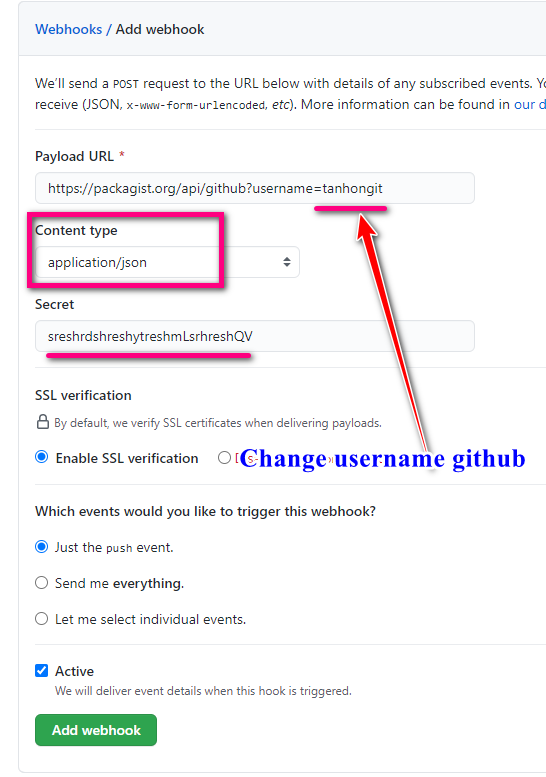 Webhooks / Add webhook
We'll send a POST request to the URL below with details of any subscribed events.
receive (JSON, x-www-form-urlencoded, etc). More information can be found in our
Payload URL *
https://packagist.org/api/github?username=tanhongit
Content type
application/json
Secret
sreshrdshreshytreshmLsrhreshQV
SSL verification
By default, we verify SSL certificates when delivering payloads.
Enable SSL verification
Change username github
Which events would you like to trigger this webhook?
Just the push event.
Send me everything.
Let me select individual events.
Active
We will deliver event details when this hook is triggered.
Add webhook